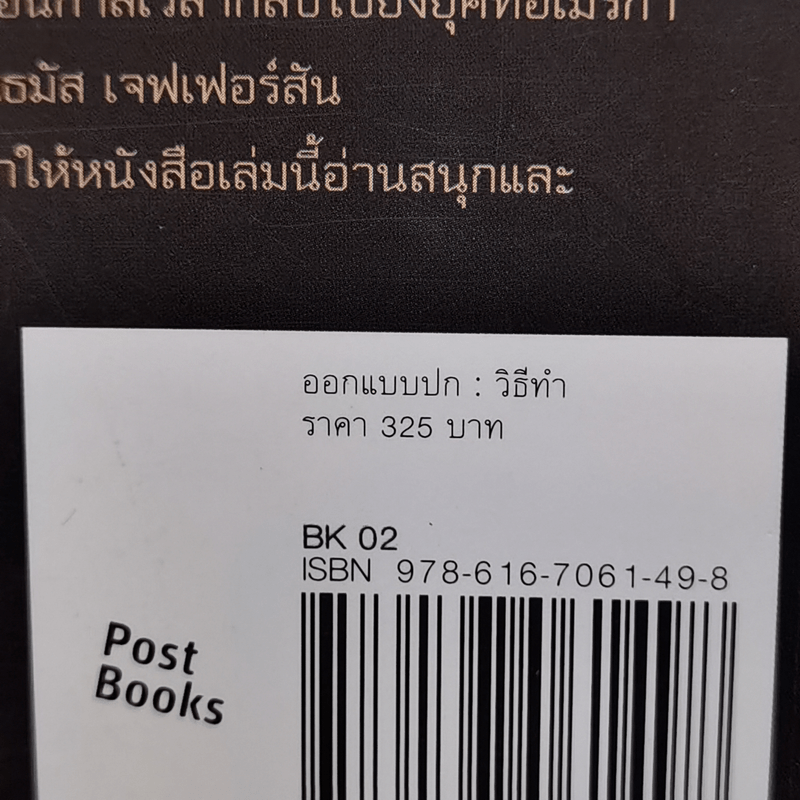 ธมัส เจฟเฟอร์สัน
ให้หนังสือเล่มนี้อ่านสนุกและ
ออกแบบปก : วิธีทำ
ราคา 325 บาท
BK 02
ISBN 978-616-7061-49-8
Post
Books